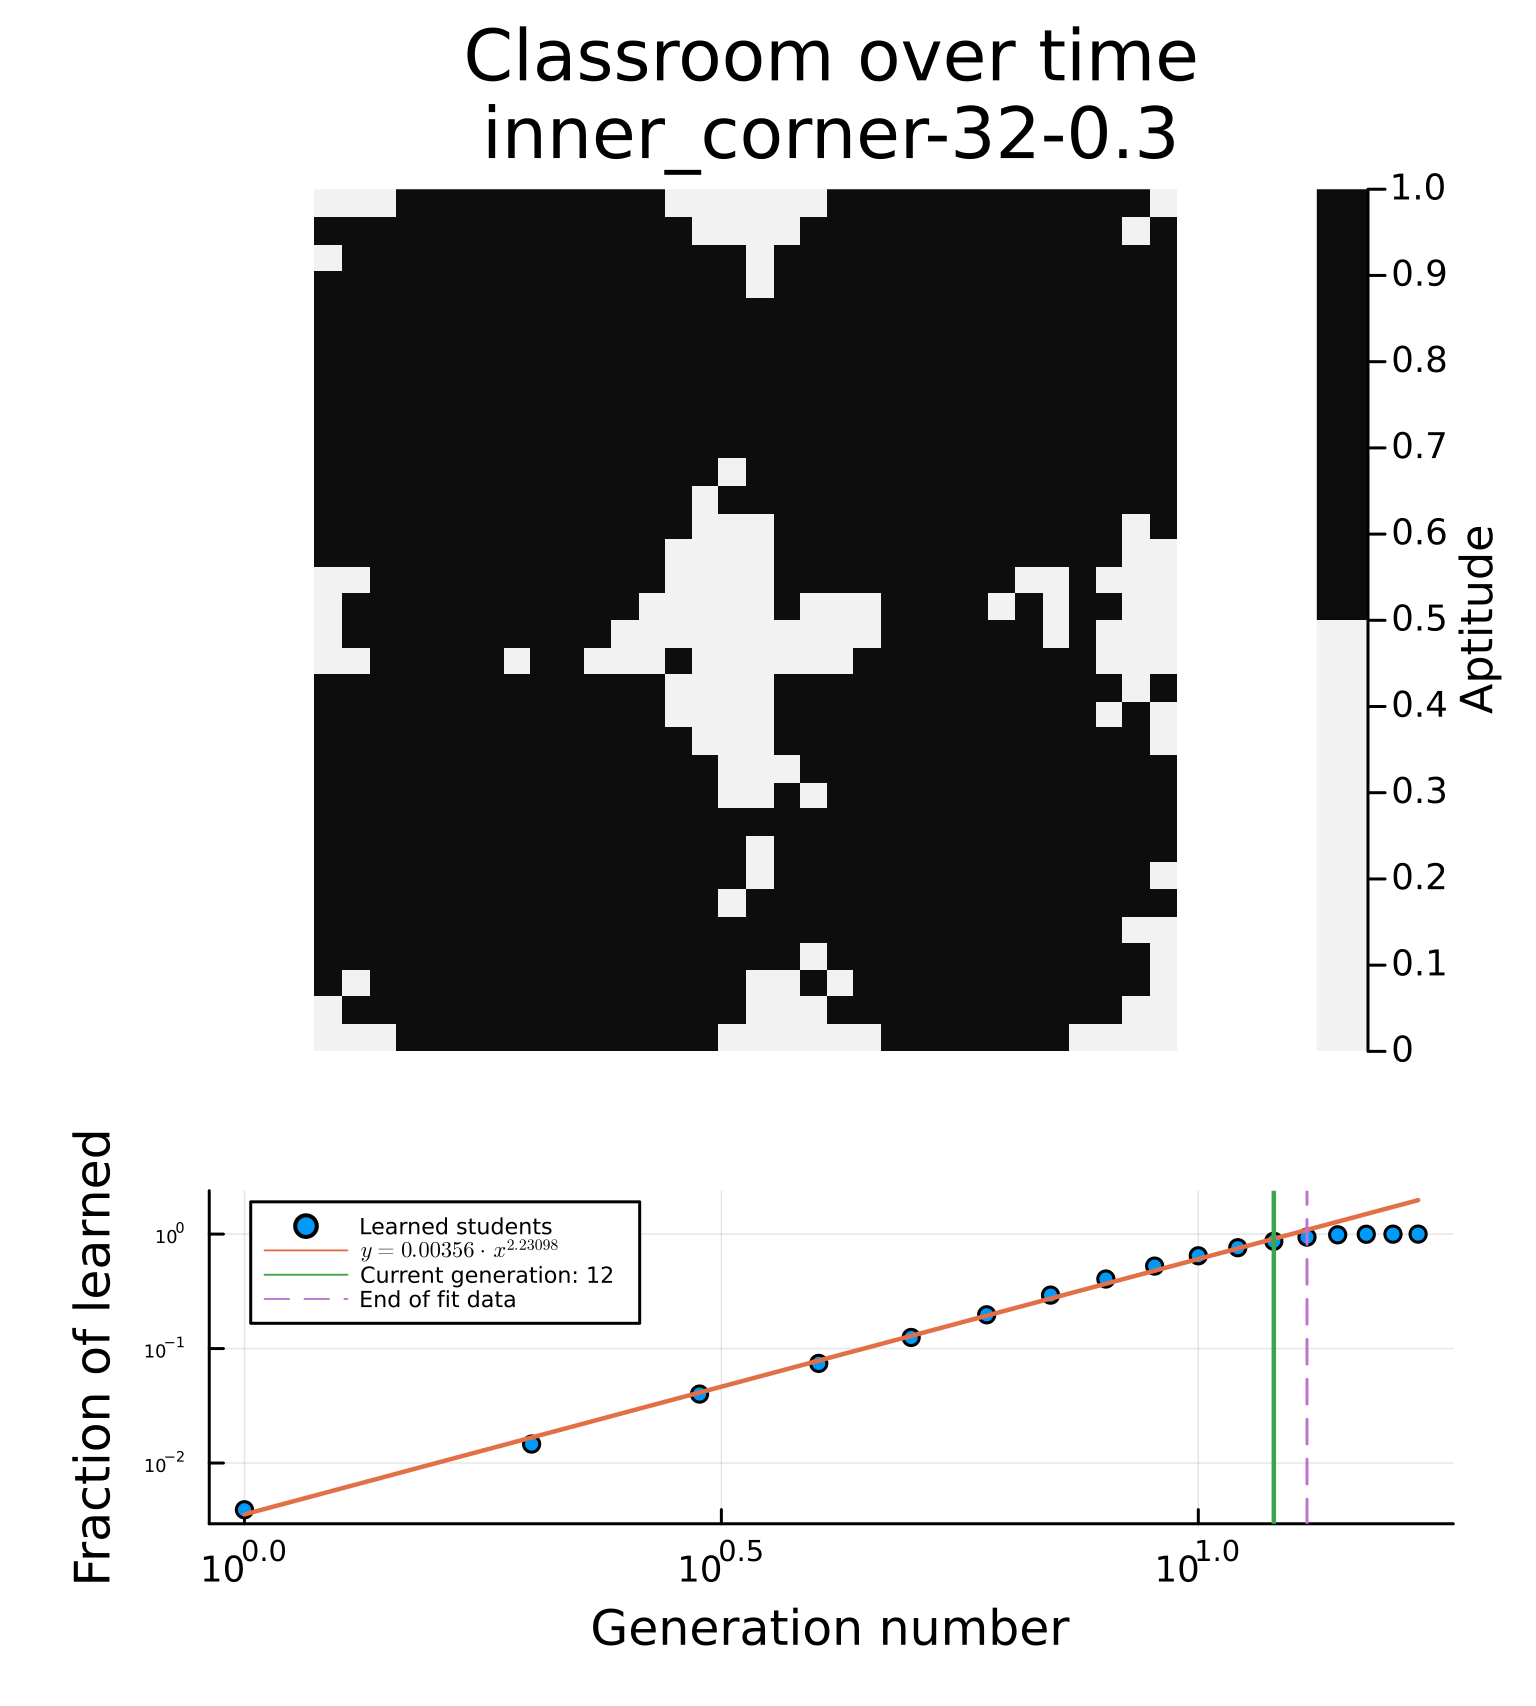 Classroom over time
inner_corner-32-0.3
1.0
0.9
0.8
0.7
0.6
0.5
0.4
0.3
0.2
0.1
0
Aptitude
Fraction of learned
10⁰
10⁻¹
10⁻²
Learned students
y = 0.00356 · x^2.23098
Current generation: 12
End of fit data
10^0.0
10^0.5
10^1.0
Generation number